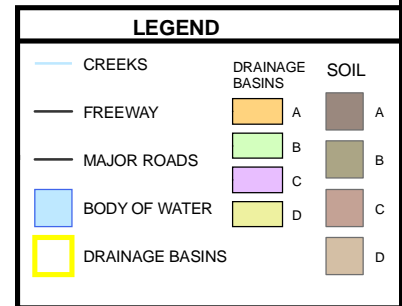 LEGEND
CREEKS
FREEWAY
MAJOR ROADS
BODY OF WATER
DRAINAGE BASINS
DRAINAGE
BASINS
A
B
C
D
SOIL
A
B
C
D